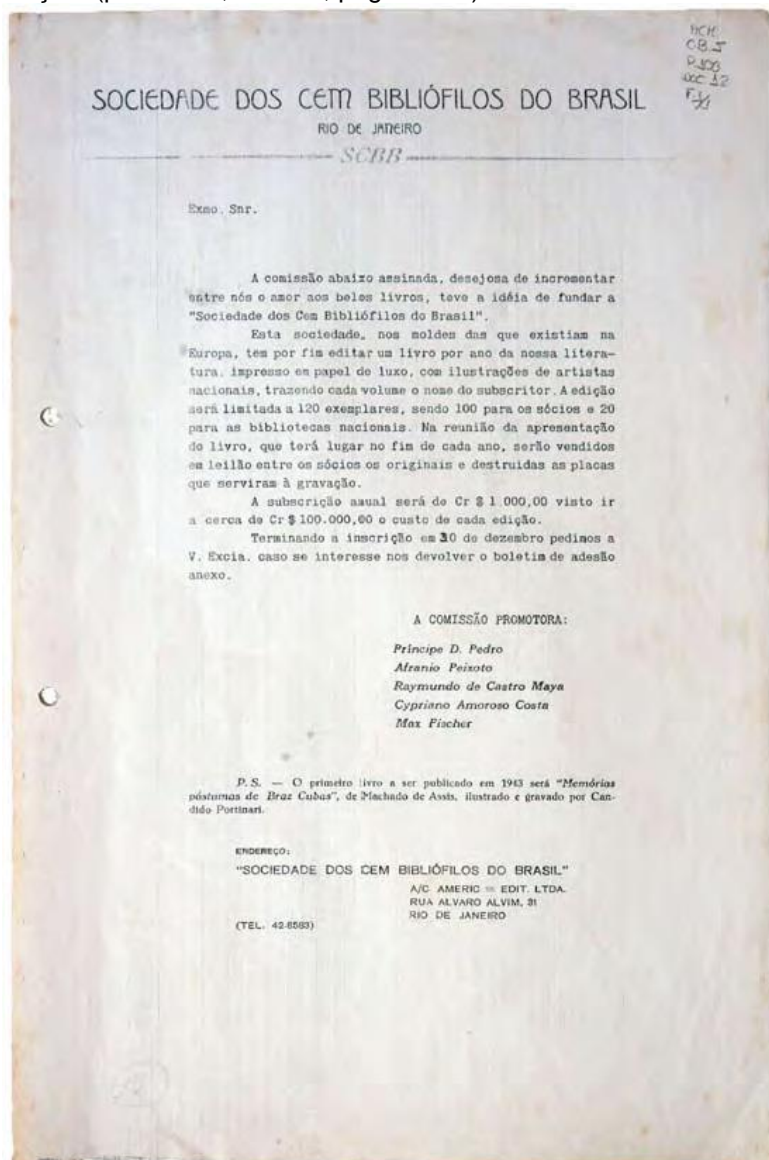 SOCIEDADE DOS CEM BIBLIÓFILOS DO BRASIL
RIO DE JANEIRO
SCBB
Exmo. Snr.
A comissão abaixo assinada, desejosa de incrementar
entre nós o amor aos belos livros, teve a idéia de fundar a
"Sociedade dos Cem Bibliófilos do Brasil".
Esta sociedade, nos moldes das que existiam na
Europa, tem por fim editar um livro por ano da nossa litera-
tura, impresso em papel de luxo, com ilustrações de artistas
nacionais, trazendo cada volume o nome do subscritor. A edição
será limitada a 120 exemplares, sendo 100 para os sócios e 20
para as bibliotecas nacionais. Na reunião da apresentação
do livro, que terá lugar no fim de cada ano, serão vendidos
em leilão entre os sócios os originais e destruidas as placas
que serviram à gravação.
A subscrição anual será de Cr $ 1.000,00 visto ir
a cerca de Cr $ 100.000,00 o custo de cada edição.
Terminando a inscrição em 30 de dezembro pedimos a
V. Excia. caso se interesse nos devolver o boletim de adesão
anexo.
A COMISSÃO PROMOTORA:
Príncipe D. Pedro
Afranio Peixoto
Raymundo de Castro Maya
Cypriano Amoroso Costa
Max Fischer
P. S. — O primeiro livro a ser publicado em 1943 será "Memórias
póstumas de Braz Cubas", de Machado de Assis, ilustrado e gravado por Can-
dido Portinari.
ENDEREÇO:
"SOCIEDADE DOS CEM BIBLIÓFILOS DO BRASIL"
A/C AMERIC = EDIT. LTDA.
RUA ALVARO ALVIM, 31
RIO DE JANEIRO
(TEL. 42-8583)